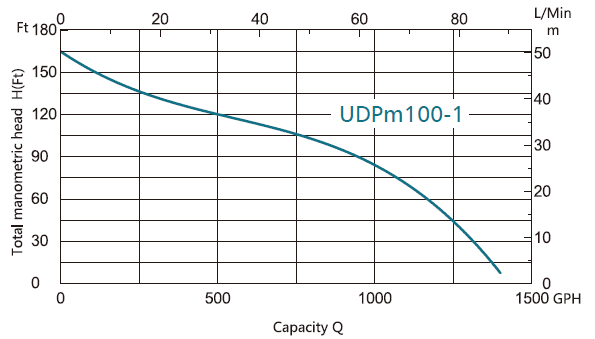 0 20 40 60 80 L/Min
Ft 180 m
50
150
40
120 UDPm100-1
30
90
20
60
30 10
0 0
0 500 1000 1500 GPH
Total manometric head H(Ft)
Capacity Q